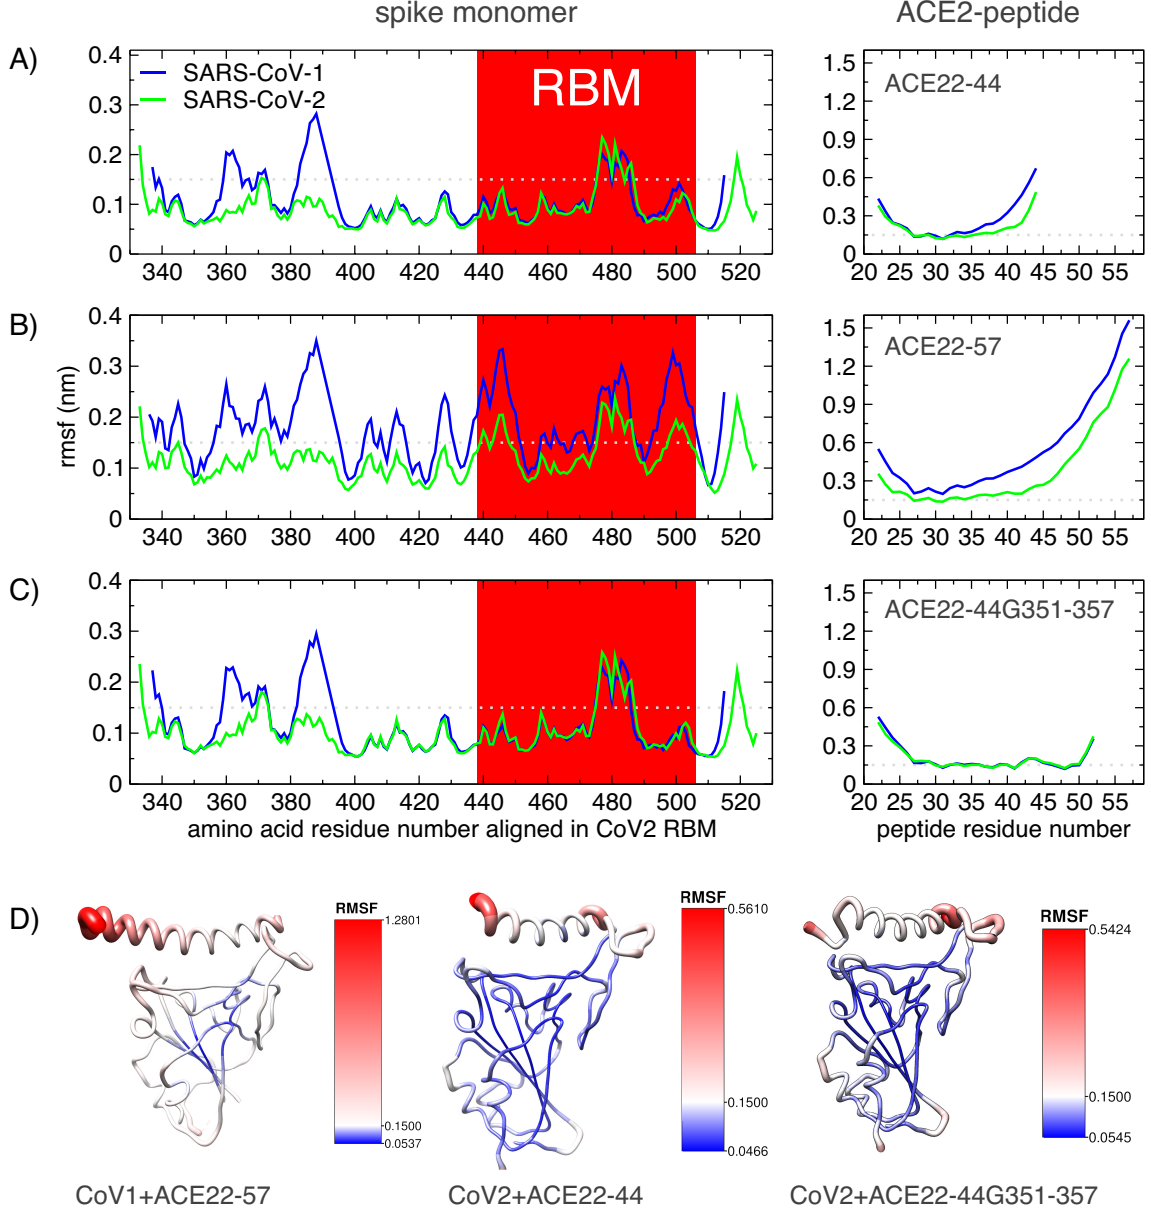 spike monomer ACE2-peptide
A)
SARS-CoV-1
SARS-CoV-2
RBM
0.4
0.3
0.2
0.1
0
340 360 380 400 420 440 460 480 500 520
ACE22-44
1.5
1.2
0.9
0.6
0.3
0
20 25 30 35 40 45 50 55
B)
rmsf (nm)
0.4
0.3
0.2
0.1
0
340 360 380 400 420 440 460 480 500 520
ACE22-57
1.5
1.2
0.9
0.6
0.3
0
20 25 30 35 40 45 50 55
C)
0.4
0.3
0.2
0.1
0
340 360 380 400 420 440 460 480 500 520
amino acid residue number aligned in CoV2 RBM
ACE22-44G351-357
1.5
1.2
0.9
0.6
0.3
0
20 25 30 35 40 45 50 55
peptide residue number
D)
RMSF
1.2801
0.1500
0.0537
CoV1+ACE22-57
RMSF
0.5610
0.1500
0.0466
CoV2+ACE22-44
RMSF
0.5424
0.1500
0.0545
CoV2+ACE22-44G351-357